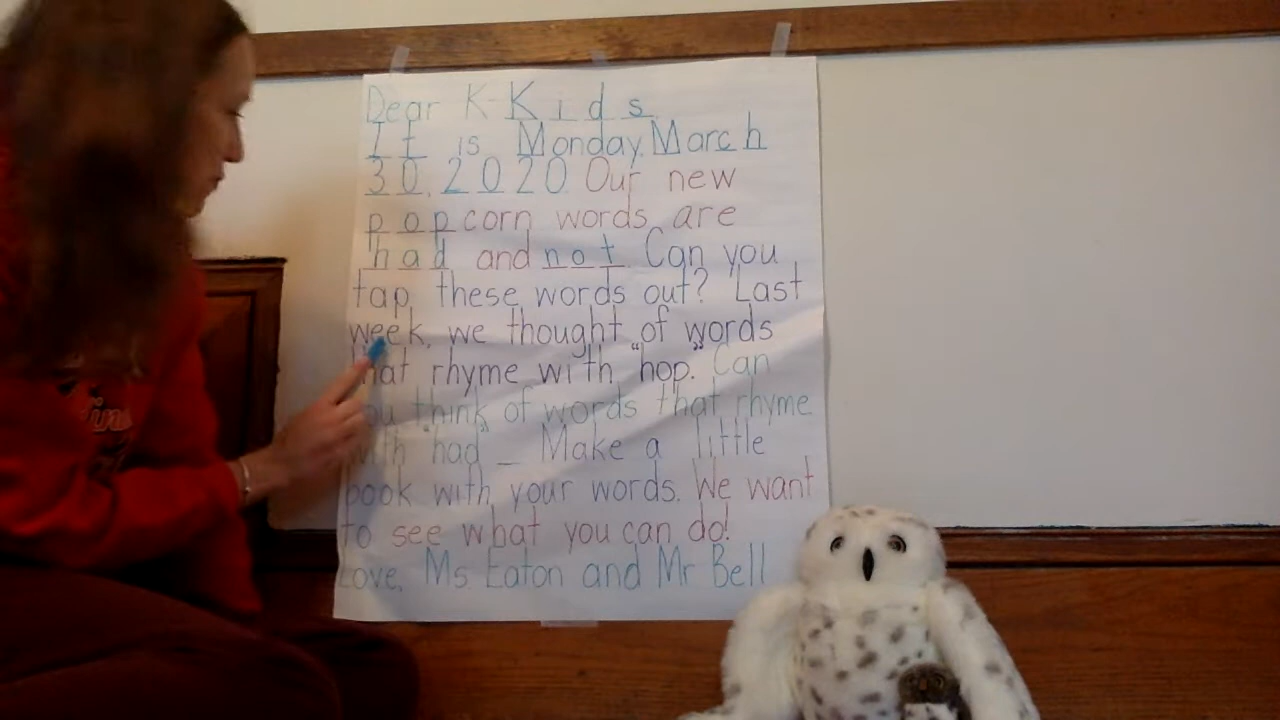 Dear K-Kids
It is Monday, March
30, 2020 Our new
popcorn words are
had and not. Can you
tap these words out? Last
week, we thought of words
that rhyme with "hop." Can
you think of words that rhyme
with "had" _ Make a little
book with your words. We want
to see what you can do!
Love, Ms Eaton and Mr Bell